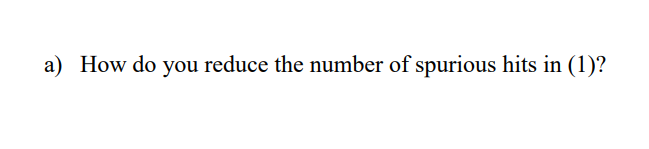 a) How do you reduce the number of spurious hits in (1)?